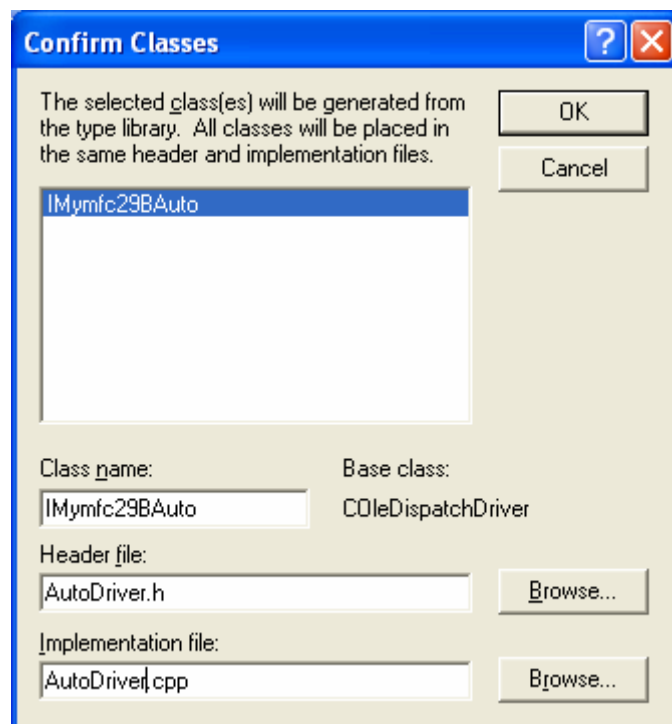 Confirm Classes
The selected class(es) will be generated from
the type library. All classes will be placed in
the same header and implementation files.
OK
Cancel
IMymfc29BAuto
Class name:
Base class:
IMymfc29BAuto
COleDispatchDriver
Header file:
AutoDriver.h
Browse...
Implementation file:
AutoDriver.cpp
Browse...